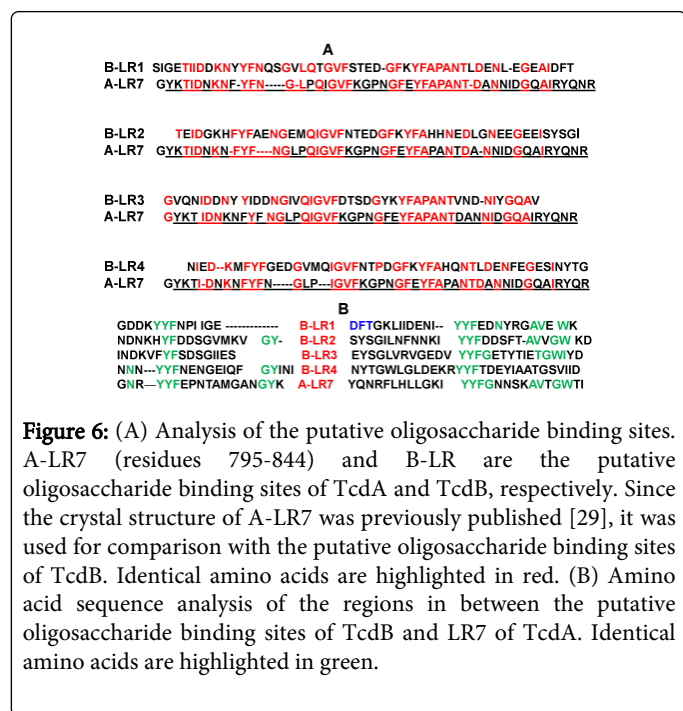 A
B-LR1 SIGETIIDDKNYYFNQSGVLQTGVFSTED-GFKYFAPANTLDENL-EGEAIDFT
A-LR7 GYKTIDNKNF-YFN-----G-LPQIGVFKGPNGFEYFAPANT-DANNIDGQAIRYQNR
B-LR2 TEIDGKHFYFAENGEMQIGVFNTEDGFKYFAHHNEDLGNEEGEEISYSGI
A-LR7 GYKTIDNKN-FYF----NGLPQIGVFKGPNGFEYFAPANTDA-NNIDGQAIRYQNR
B-LR3 GVQNIDDNY YIDDNGIVQIGVFDTSDGYKYFAPANTVND-NIYGQAV
A-LR7 GYKT IDNKNFYF NGLPQIGVFKGPNGFEYFAPANTDANNIDGQAIRYQNR
B-LR4 NIED--KMFYFGEDGVMQIGVFNTPDGFKYFAHQNTLDENFEGESINYTG
A-LR7 GYKTI-DNKNFYFN-----GLP---IGVFKGPNGFEYFAPANTDANNIDGQAIRYQR
B
GDDKYYFNPI IGE ------------- B-LR1 DFTGKLIIDENI-- YYFEDNYRGAVE WK
NDNKHYFDDSGVMKV GY- B-LR2 SYSGILNFNNKI YYFDDSFT-AVVGW KD
INDKVFYFSDSGIIES B-LR3 EYSGLVRVGEDV YYFGETYTIETGWIYD
NNN---YYFNENGEIQF GYINI B-LR4 NYTGWLGLDEKRYYFTDEYIAATGSVIID
GNR—YYFEPNTAMGANGYK A-LR7 YQNRFLHLLGKI YYFGNNSKAVTGWTI
Figure 6: (A) Analysis of the putative oligosaccharide binding sites.
A-LR7 (residues 795-844) and B-LR are the putative
oligosaccharide binding sites of TcdA and TcdB, respectively. Since
the crystal structure of A-LR7 was previously published [29], it was
used for comparison with the putative oligosaccharide binding sites
of TcdB. Identical amino acids are highlighted in red. (B) Amino
acid sequence analysis of the regions in between the putative
oligosaccharide binding sites of TcdB and LR7 of TcdA. Identical
amino acids are highlighted in green.